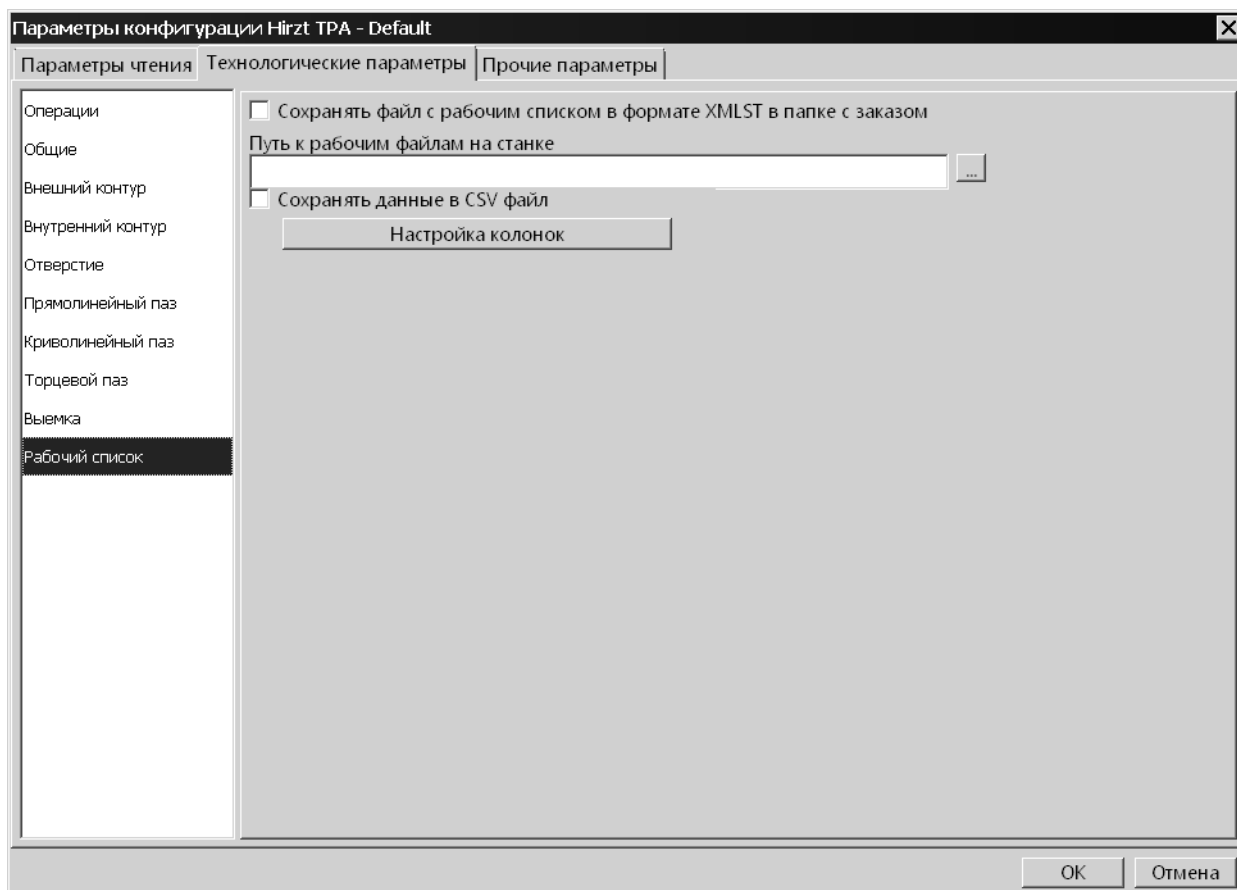 Параметры конфигурации Hirzt TPA - Default
Параметры чтения Технологические параметры Прочие параметры
Операции
Общие
Внешний контур
Внутренний контур
Отверстие
Прямолинейный паз
Криволинейный паз
Торцевой паз
Выемка
Рабочий список
Сохранять файл с рабочим списком в формате XMLST в папке с заказом
Путь к рабочим файлам на станке
...
Сохранять данные в CSV файл
Настройка колонок
OK Отмена